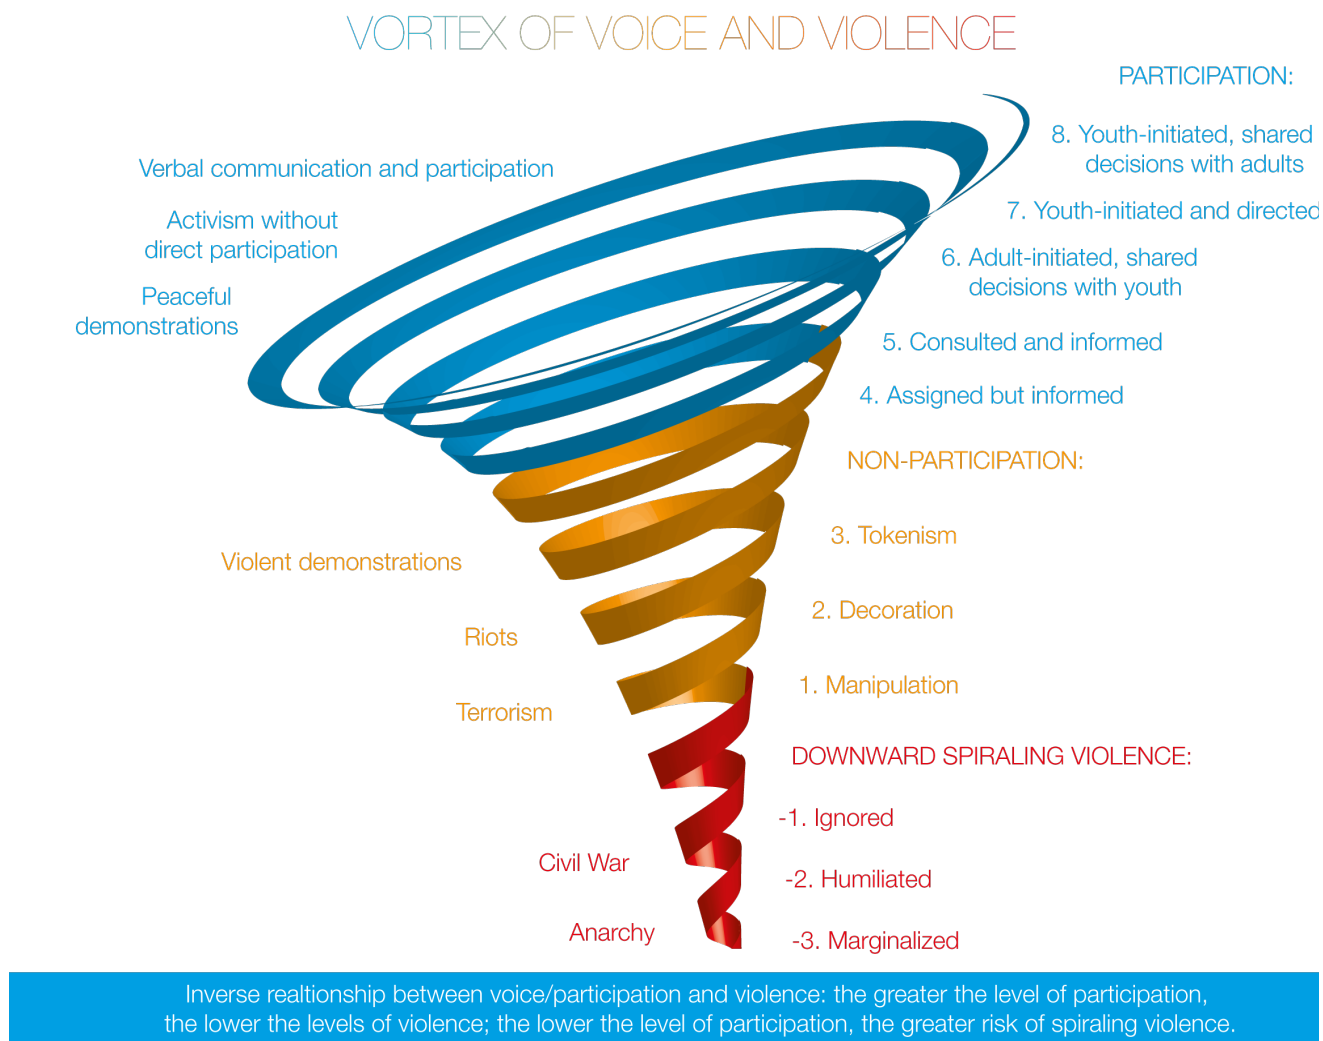 VORTEX OF VOICE AND VIOLENCE
PARTICIPATION:
8. Youth-initiated, shared
decisions with adults
7. Youth-initiated and directed
6. Adult-initiated, shared
decisions with youth
5. Consulted and informed
4. Assigned but informed
Verbal communication and participation
Activism without
direct participation
Peaceful
demonstrations
NON-PARTICIPATION:
3. Tokenism
2. Decoration
1. Manipulation
Violent demonstrations
Riots
Terrorism
DOWNWARD SPIRALING VIOLENCE:
-1. Ignored
-2. Humiliated
-3. Marginalized
Civil War
Anarchy
Inverse realtionship between voice/participation and violence: the greater the level of participation,
the lower the levels of violence; the lower the level of participation, the greater risk of spiraling violence.